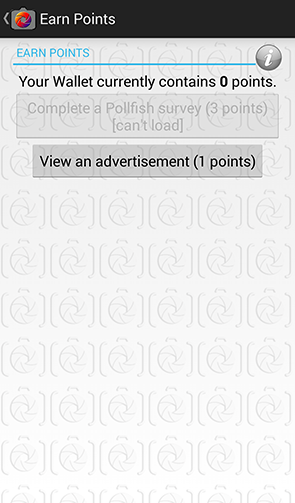 Earn Points
EARN POINTS
i
Your Wallet currently contains 0 points.
Complete a Pollfish survey (3 points)
[can't load]
View an advertisement (1 points)